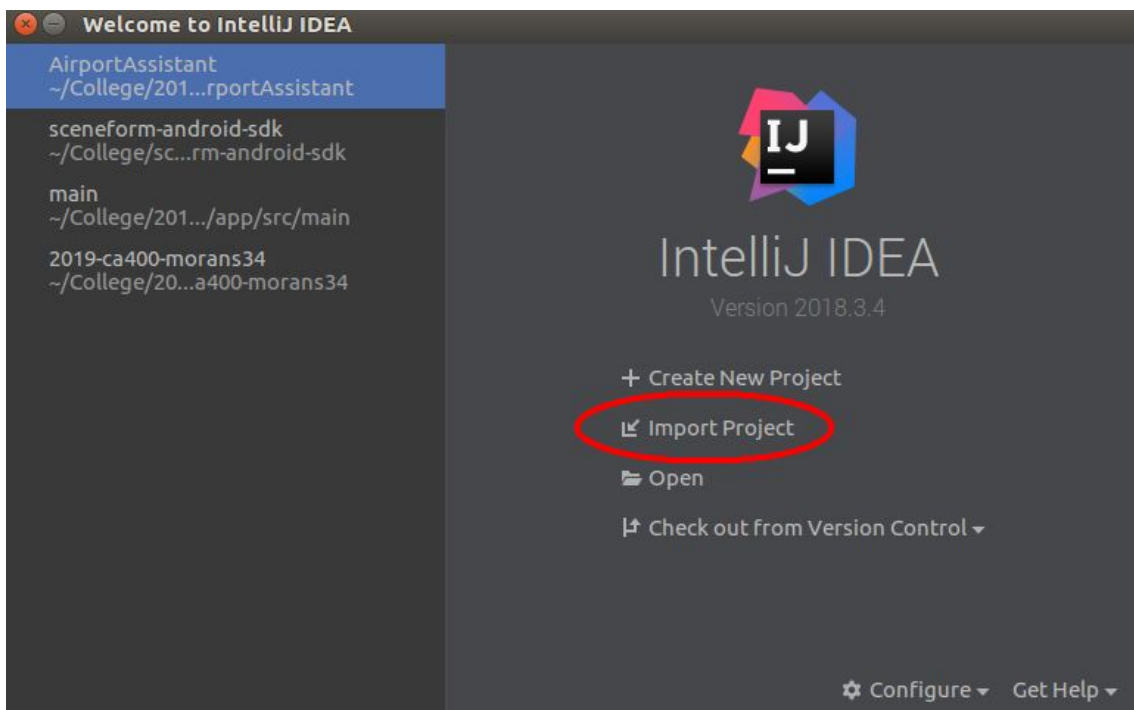 Welcome to IntelliJ IDEA
AirportAssistant
~/College/201...rportAssistant
sceneform-android-sdk
~/College/sc...rm-android-sdk
main
~/College/201.../app/src/main
2019-ca400-morans34
~/College/20...a400-morans34
IJ
IntelliJ IDEA
Version 2018.3.4
Create New Project
Import Project
Open
Check out from Version Control
Configure Get Help